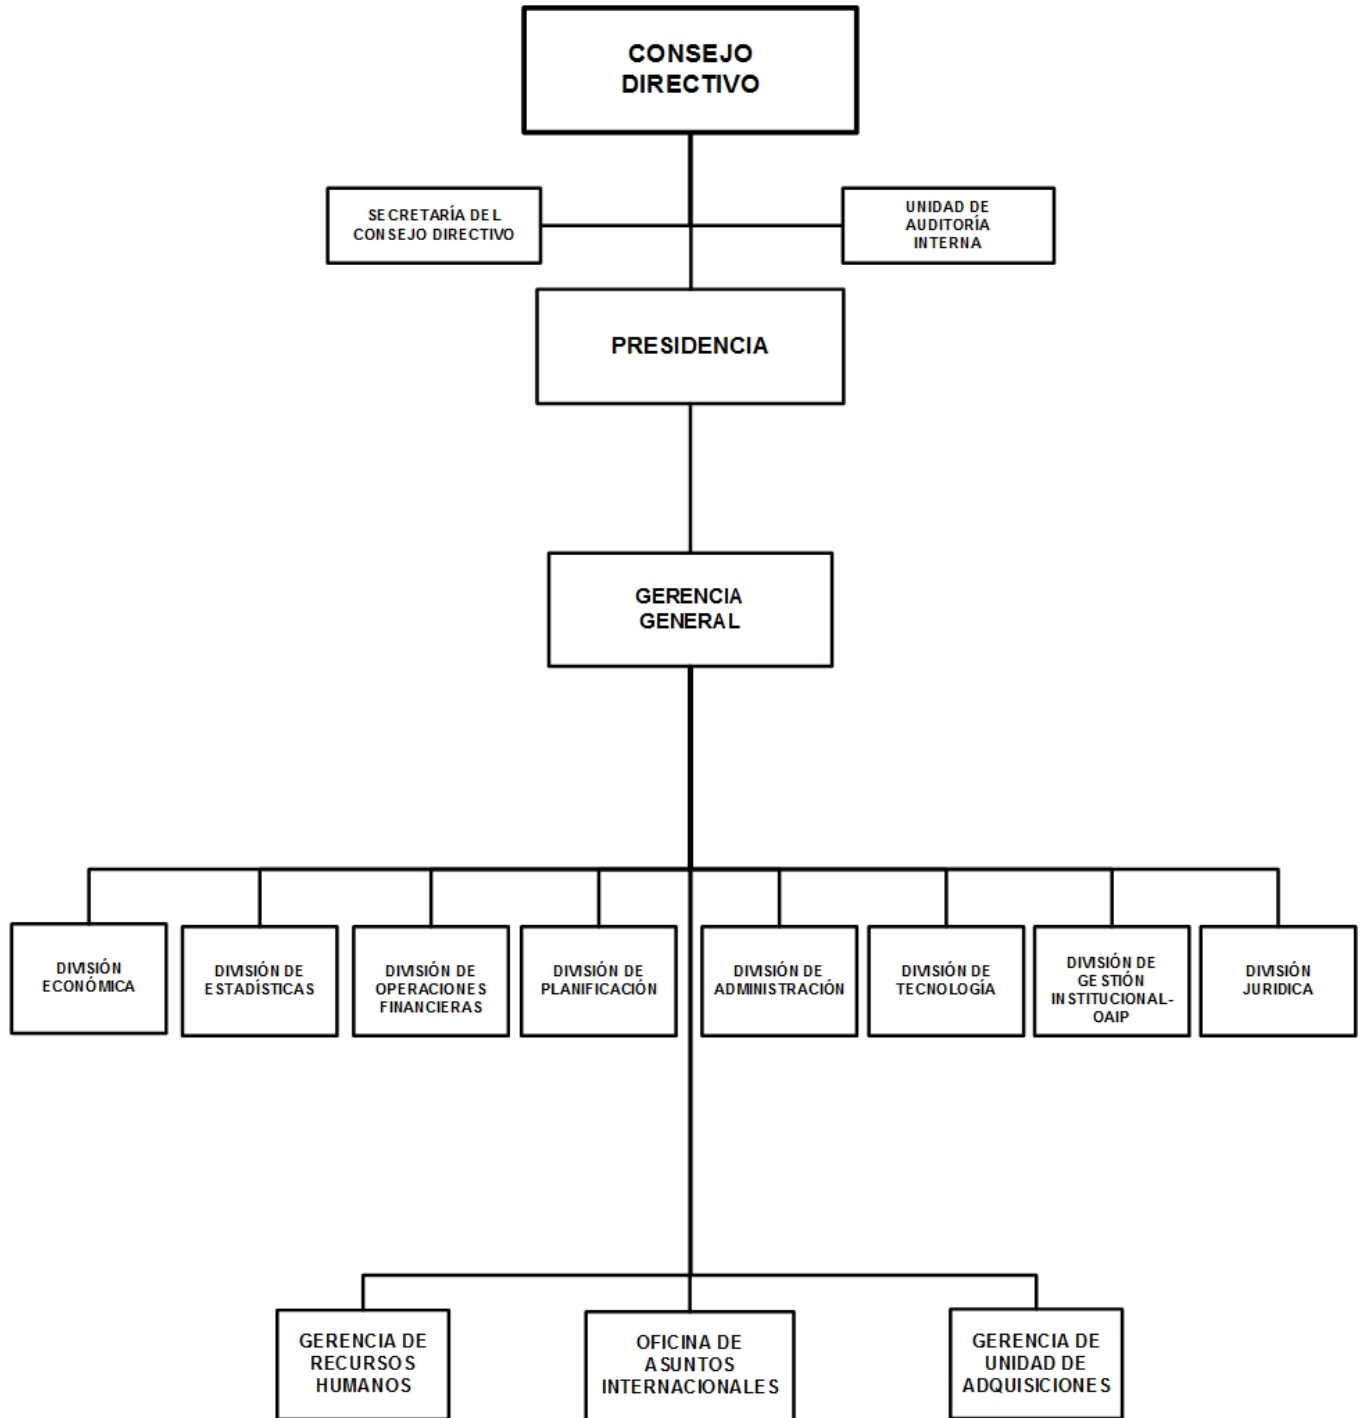 CONSEJO
DIRECTIVO
SECRETARÍA DEL
CONSEJO DIRECTIVO
UNIDAD DE
AUDITORÍA
INTERNA
PRESIDENCIA
GERENCIA
GENERAL
DIVISIÓN
ECONÓMICA
DIVISIÓN DE
ESTADÍSTICAS
DIVISIÓN DE
OPERACIONES
FINANCIERAS
DIVISIÓN DE
PLANIFICACIÓN
DIVISIÓN DE
ADMINISTRACIÓN
DIVISIÓN DE
TECNOLOGÍA
DIVISIÓN DE
GESTIÓN
INSTITUCIONAL-
OAIP
DIVISIÓN
JURIDICA
GERENCIA DE
RECURSOS
HUMANOS
OFICINA DE
ASUNTOS
INTERNACIONALES
GERENCIA DE
UNIDAD DE
ADQUISICIONES